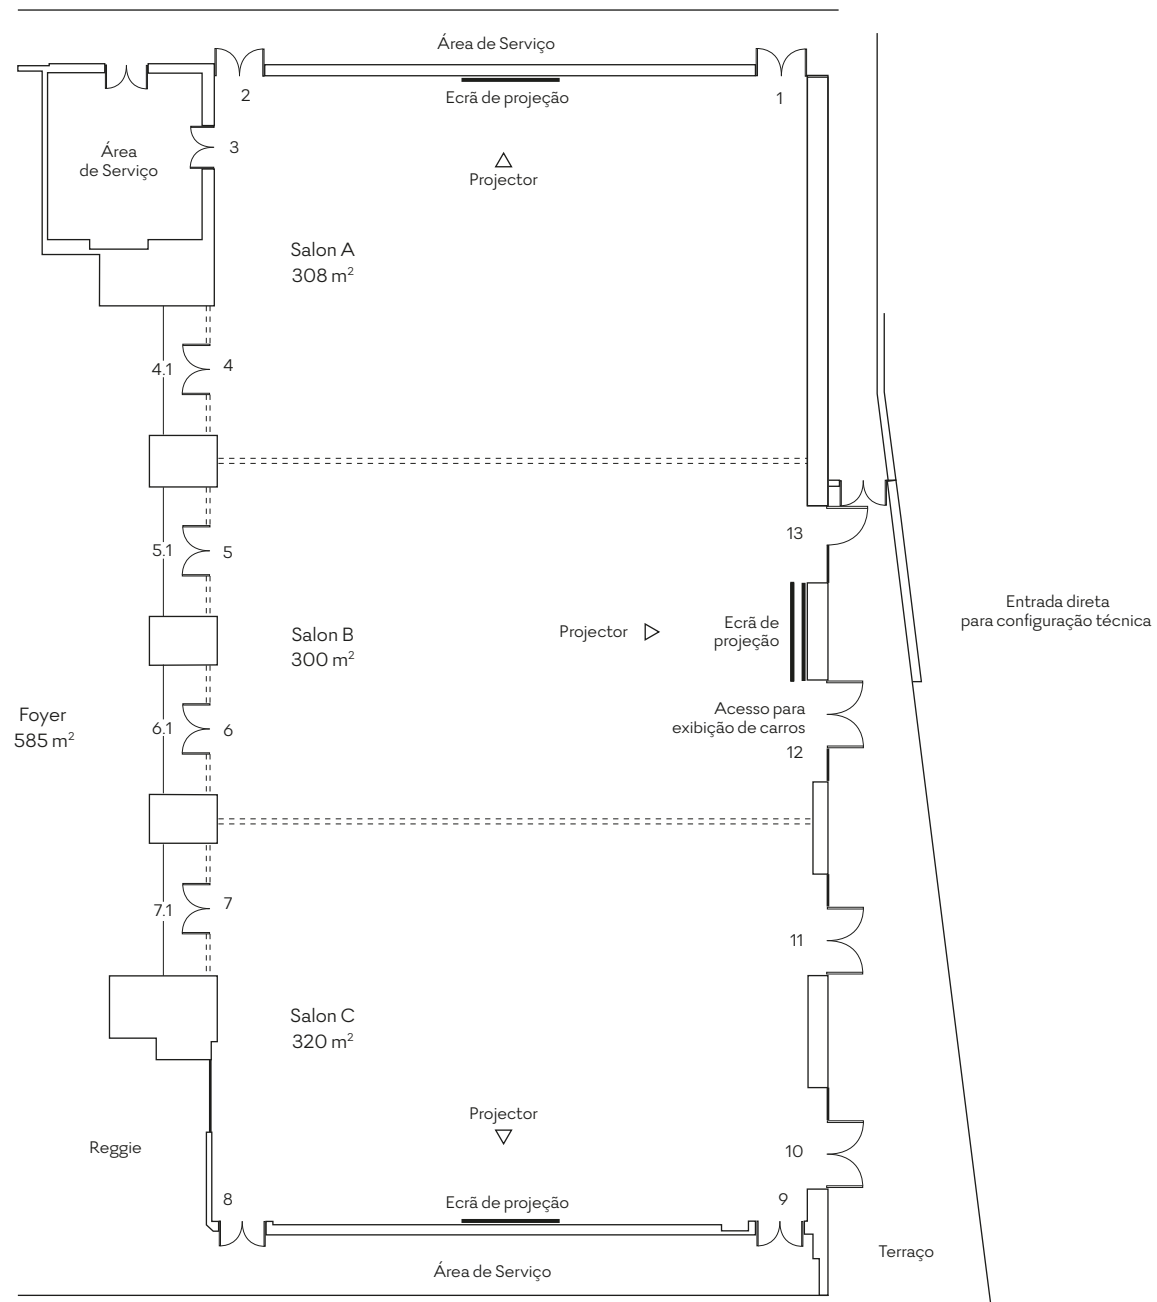 Área de Serviço
Ecrã de projeção
2
1
3
Área
de Serviço
Projector
Salon A
308 m²
4.1
4
13
5.1
5
Entrada direta
para configuração técnica
Ecrã de
projeção
Projector
Salon B
300 m²
Acesso para
exibição de carros
12
Foyer
585 m²
6.1
6
7.1
7
11
Salon C
320 m²
Projector
Reggie
10
8
Ecrã de projeção
9
Terraço
Área de Serviço